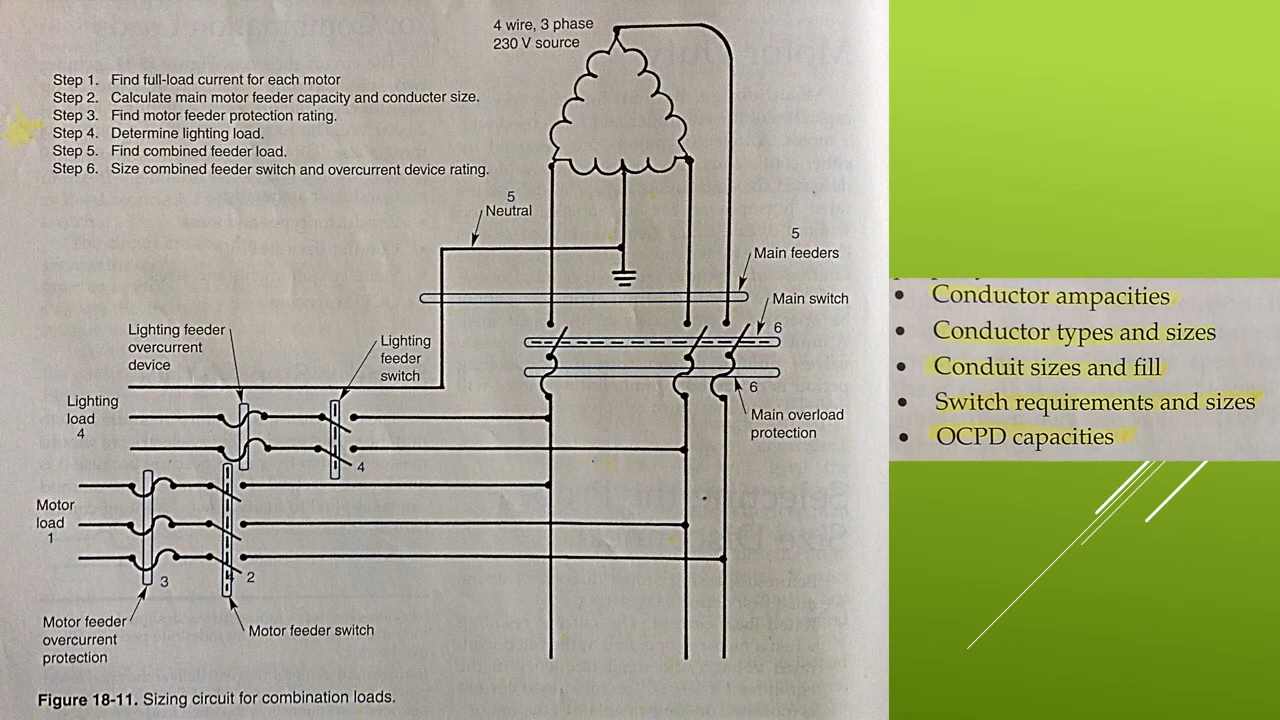 4 wire, 3 phase
230 V source
Step 1. Find full-load current for each motor
Step 2. Calculate main motor feeder capacity and conducter size.
Step 3. Find motor feeder protection rating.
Step 4. Determine lighting load.
Step 5. Find combined feeder load.
Step 6. Size combined feeder switch and overcurrent device rating.
5
Neutral
5
Main feeders
Main switch
6
6
Main overload
protection
Lighting feeder
overcurrent
device
Lighting
feeder
switch
Lighting
load
4
4
Motor
load
1
3
2
Motor feeder
overcurrent
protection
Motor feeder switch
Figure 18-11. Sizing circuit for combination loads.
• Conductor ampacities
• Conductor types and sizes
• Conduit sizes and fill
• Switch requirements and sizes
• OCPD capacities